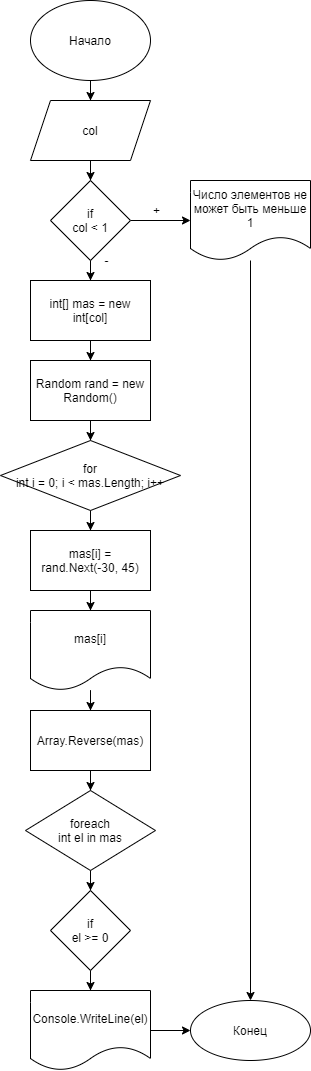 Начало
col
if
col < 1
+
Число элементов не
может быть меньше
1
-
int[] mas = new
int[col]
Random rand = new
Random()
for
int i = 0; i < mas.Length; i++
mas[i] =
rand.Next(-30, 45)
mas[i]
Array.Reverse(mas)
foreach
int el in mas
if
el >= 0
Console.WriteLine(el)
Конец